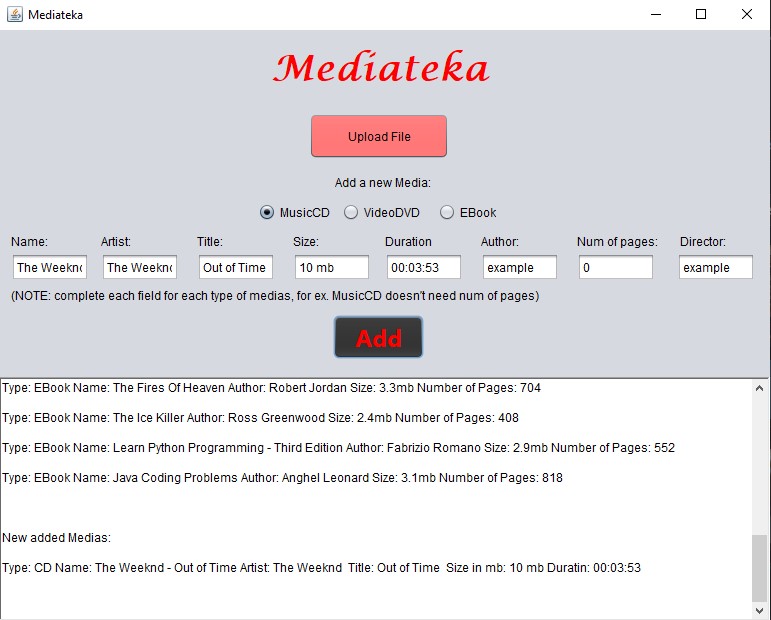 Mediateka
Mediateka
Upload File
Add a new Media:
MusicCD VideoDVD EBook
Name: Artist: Title: Size: Duration Author: Num of pages: Director:
The Weeknd The Weeknd Out of Time 10 mb 00:03:53 example 0 example
(NOTE: complete each field for each type of medias, for ex. MusicCD doesn't need num of pages)
Add
Type: EBook Name: The Fires Of Heaven Author: Robert Jordan Size: 3.3mb Number of Pages: 704
Type: EBook Name: The Ice Killer Author: Ross Greenwood Size: 2.4mb Number of Pages: 408
Type: EBook Name: Learn Python Programming - Third Edition Author: Fabrizio Romano Size: 2.9mb Number of Pages: 552
Type: EBook Name: Java Coding Problems Author: Anghel Leonard Size: 3.1mb Number of Pages: 818
New added Medias:
Type: CD Name: The Weeknd - Out of Time Artist: The Weeknd  Title: Out of Time  Size in mb: 10 mb Duratin: 00:03:53